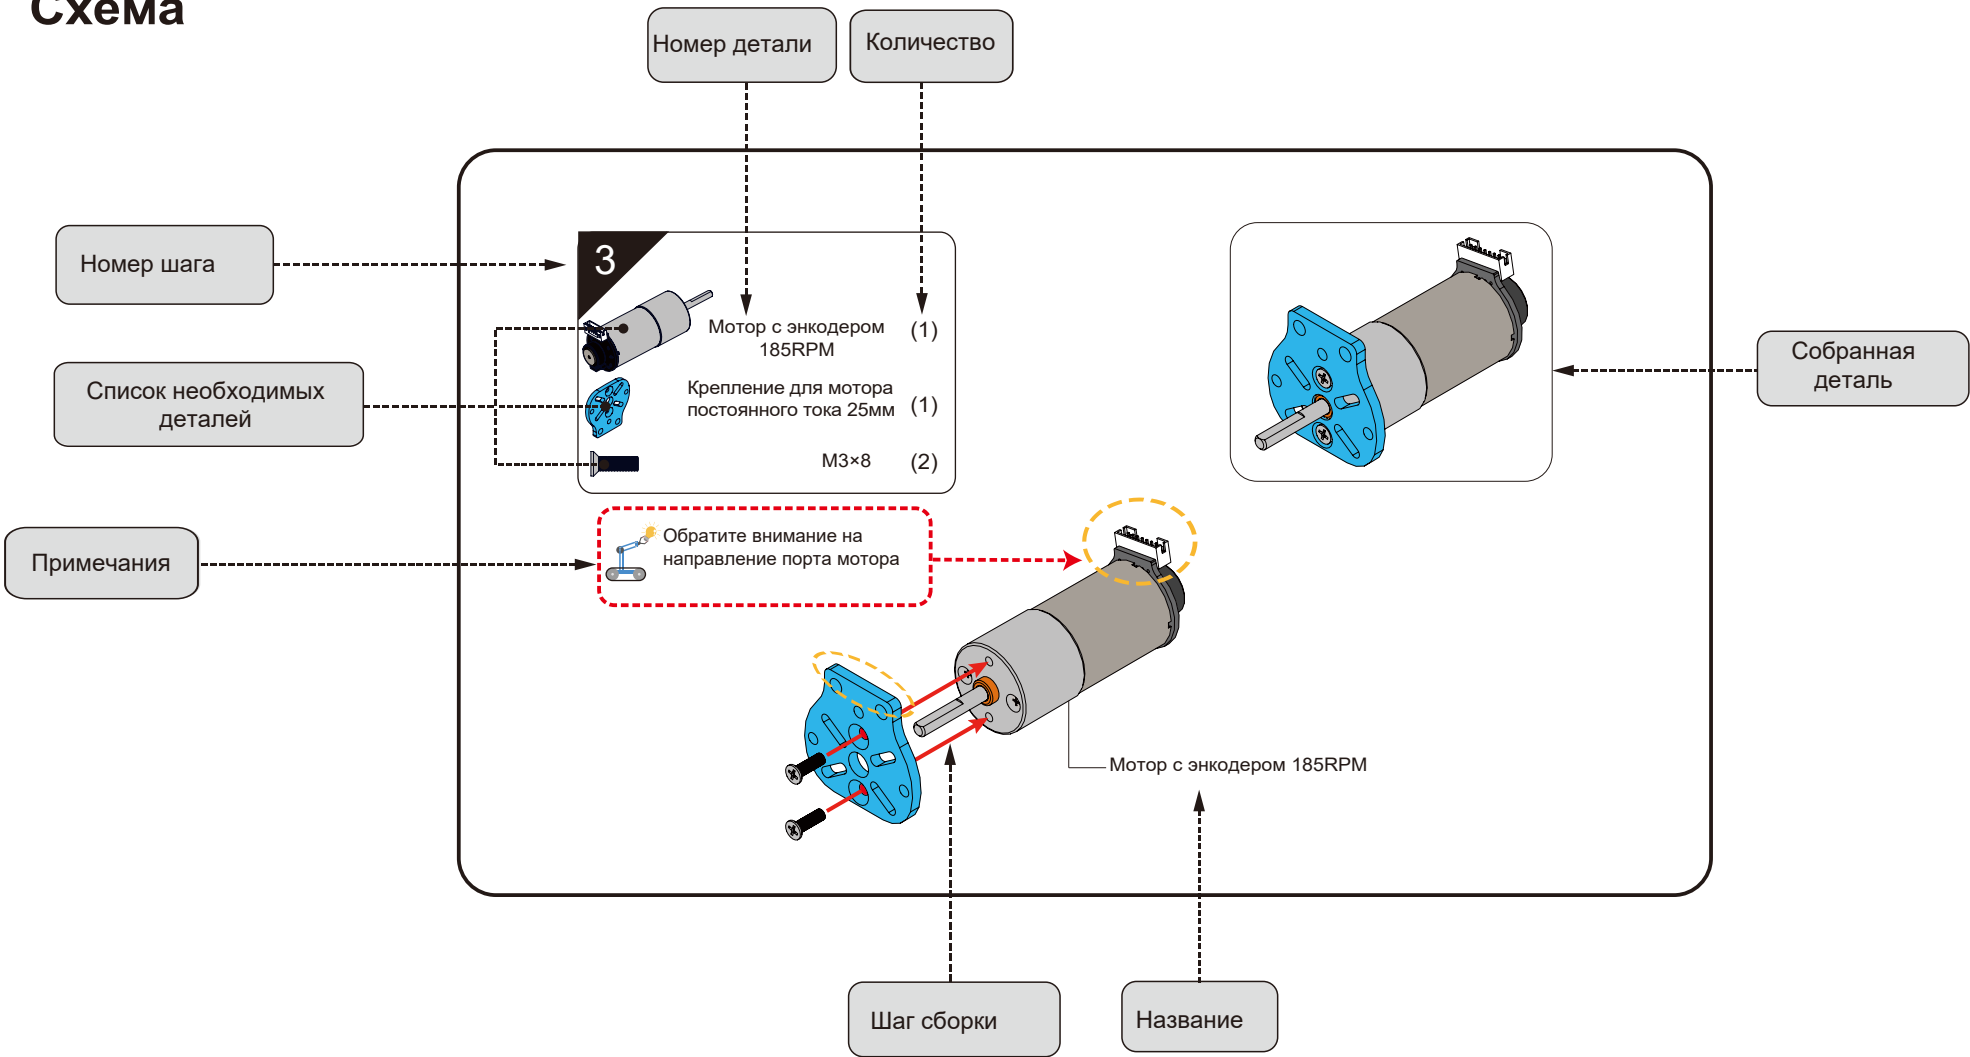 Схема
Номер детали
Количество
Номер шага
3
Мотор с энкодером
185RPM
(1)
Крепление для мотора
постоянного тока 25мм
(1)
M3×8
(2)
Список необходимых
деталей
Собранная
деталь
Примечания
Обратите внимание на
направление порта мотора
Мотор с энкодером 185RPM
Шаг сборки
Название